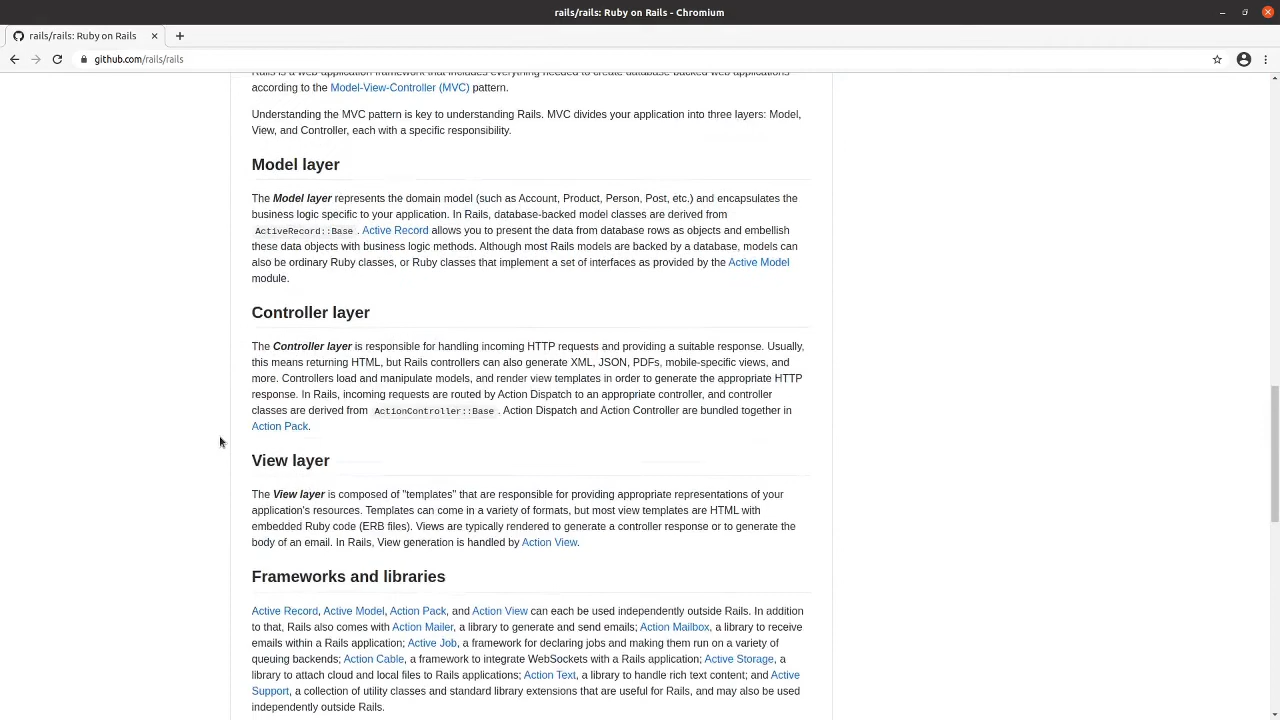 rails/rails: Ruby on Rails - Chromium
rails/rails: Ruby on Rails
github.com/rails/rails
Rails is a web-application framework that includes everything needed to create database-backed web applications
according to the Model-View-Controller (MVC) pattern.
Understanding the MVC pattern is key to understanding Rails. MVC divides your application into three layers: Model,
View, and Controller, each with a specific responsibility.
Model layer
The Model layer represents the domain model (such as Account, Product, Person, Post, etc.) and encapsulates the
business logic specific to your application. In Rails, database-backed model classes are derived from
ActiveRecord::Base. Active Record allows you to present the data from database rows as objects and embellish
these data objects with business logic methods. Although most Rails models are backed by a database, models can
also be ordinary Ruby classes, or Ruby classes that implement a set of interfaces as provided by the Active Model
module.
Controller layer
The Controller layer is responsible for handling incoming HTTP requests and providing a suitable response. Usually,
this means returning HTML, but Rails controllers can also generate XML, JSON, PDFs, mobile-specific views, and
more. Controllers load and manipulate models, and render view templates in order to generate the appropriate HTTP
response. In Rails, incoming requests are routed by Action Dispatch to an appropriate controller, and controller
classes are derived from ActionController::Base. Action Dispatch and Action Controller are bundled together in
Action Pack.
View layer
The View layer is composed of "templates" that are responsible for providing appropriate representations of your
application's resources. Templates can come in a variety of formats, but most view templates are HTML with
embedded Ruby code (ERB files). Views are typically rendered to generate a controller response or to generate the
body of an email. In Rails, View generation is handled by Action View.
Frameworks and libraries
Active Record, Active Model, Action Pack, and Action View can each be used independently outside Rails. In addition
to that, Rails also comes with Action Mailer, a library to generate and send emails; Action Mailbox, a library to receive
emails within a Rails application; Active Job, a framework for declaring jobs and making them run on a variety of
queuing backends; Action Cable, a framework to integrate WebSockets with a Rails application; Active Storage, a
library to attach cloud and local files to Rails applications; Action Text, a library to handle rich text content; and Active
Support, a collection of utility classes and standard library extensions that are useful for Rails, and may also be used
independently outside Rails.